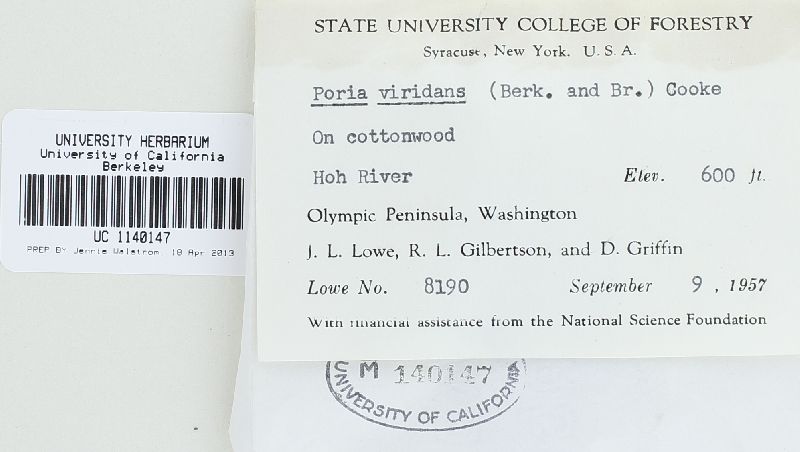 STATE UNIVERSITY COLLEGE OF FORESTRY
Syracuse, New York. U. S. A.
Poria viridans (Berk. and Br.) Cooke
On cottonwood
Hoh River Elev. 600 ft.
Olympic Peninsula, Washington
J. L. Lowe, R. L. Gilbertson, and D. Griffin
Lowe No. 8190 September 9, 1957
With financial assistance from the National Science Foundation
UNIVERSITY HERBARIUM
University of California
Berkeley
UC 1140147
PREP BY Jennie Walstrom, 18 Apr 2013
M 140147
UNIVERSITY OF CALIFORNIA